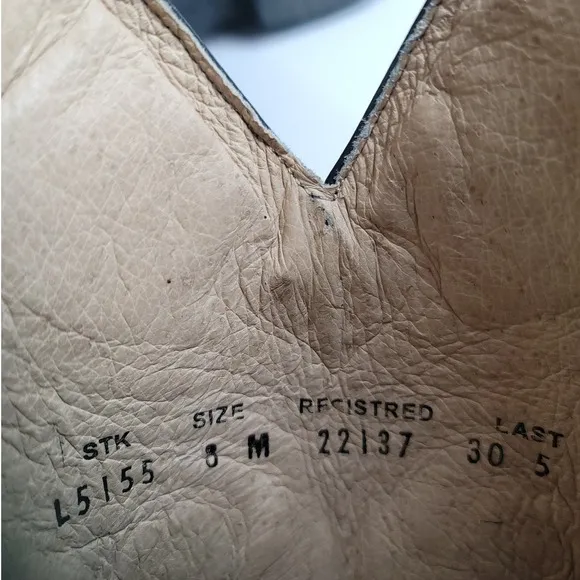 STK SIZE REGISTRED LAST
L5155 8 M 22137 30 5